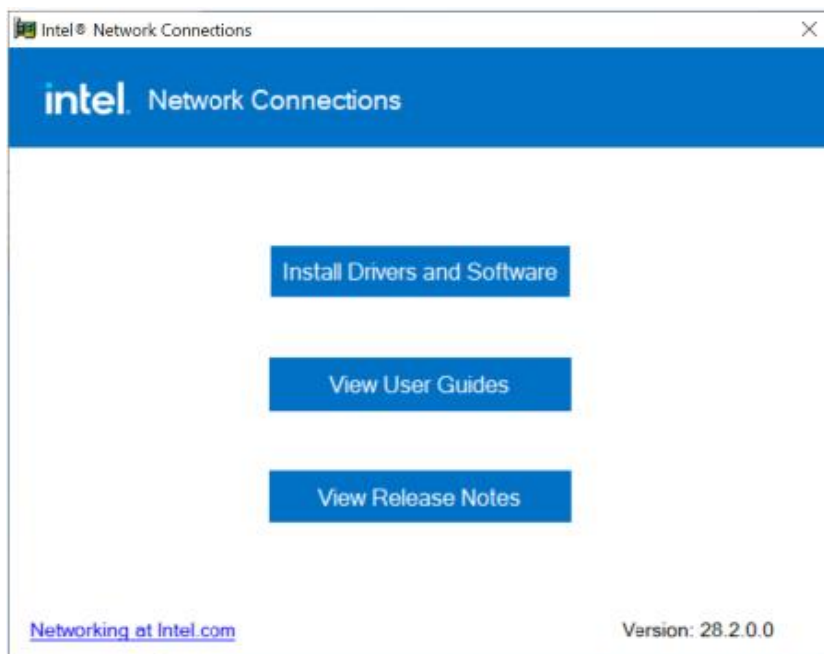 Intel® Network Connections
intel. Network Connections
Install Drivers and Software
View User Guides
View Release Notes
Networking at Intel.com
Version: 28.2.0.0